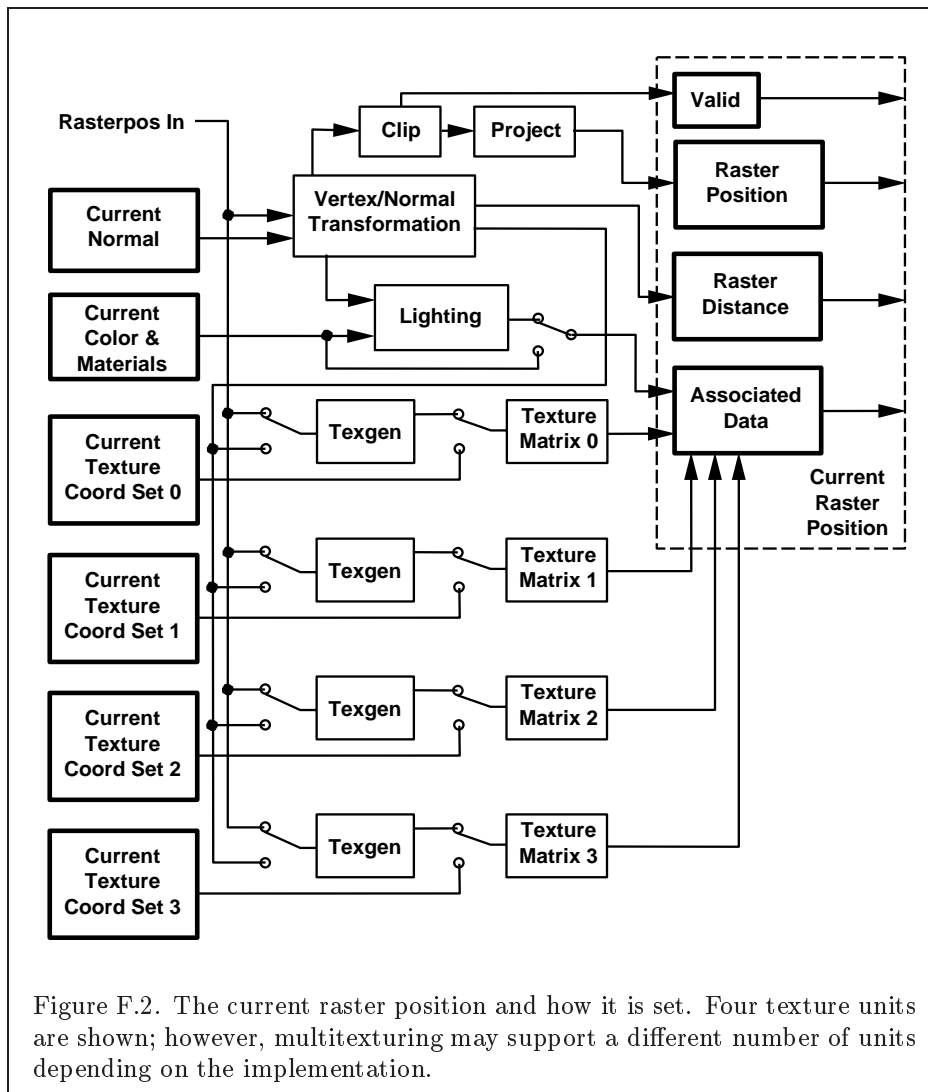 Rasterpos In
Clip
Project
Valid
Raster
Position
Current
Normal
Vertex/Normal
Transformation
Raster
Distance
Current
Color &
Materials
Lighting
Associated
Data
Current
Texture
Coord Set 0
Texgen
Texture
Matrix 0
Current
Raster
Position
Current
Texture
Coord Set 1
Texgen
Texture
Matrix 1
Current
Texture
Coord Set 2
Texgen
Texture
Matrix 2
Current
Texture
Coord Set 3
Texgen
Texture
Matrix 3
Figure F.2. The current raster position and how it is set. Four texture units
are shown; however, multitexturing may support a different number of units
depending on the implementation.